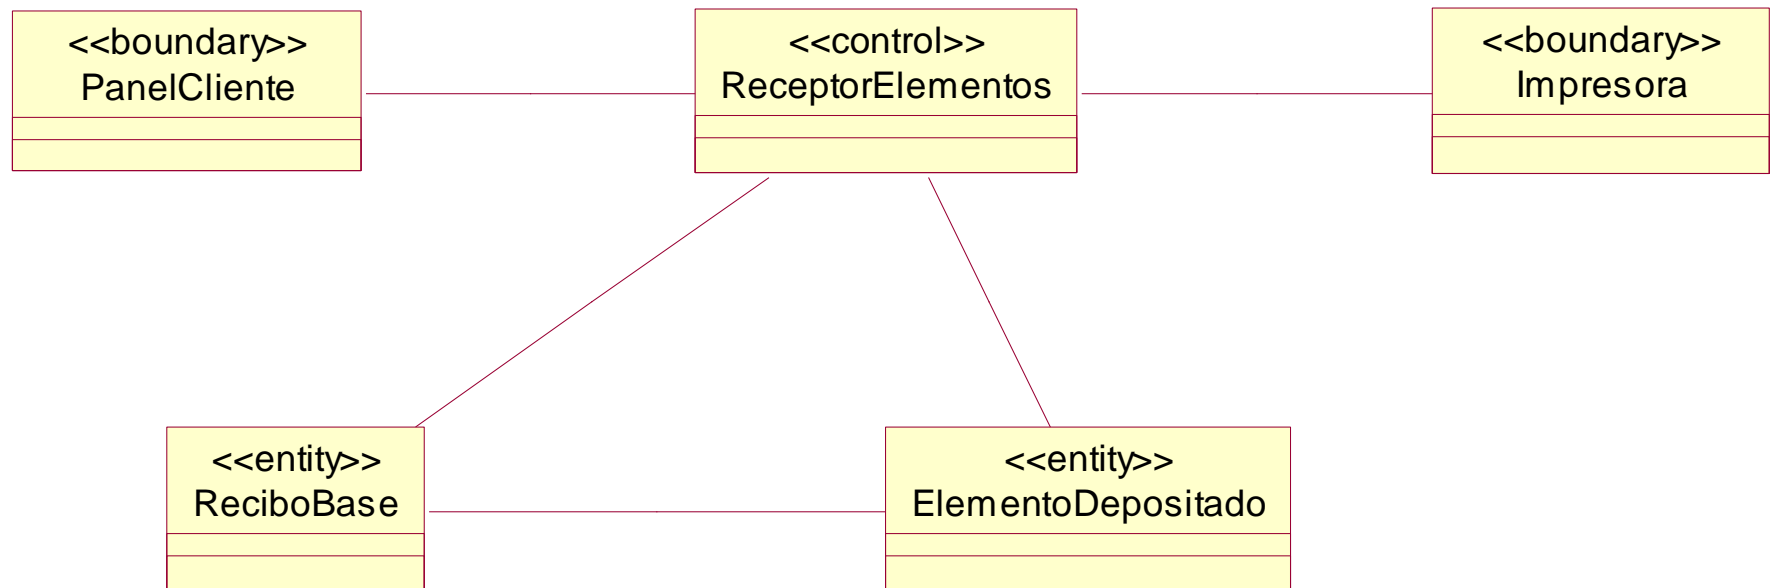 <<boundary>>
PanelCliente
<<control>>
ReceptorElementos
<<boundary>>
Impresora
<<entity>>
ReciboBase
<<entity>>
ElementoDepositado